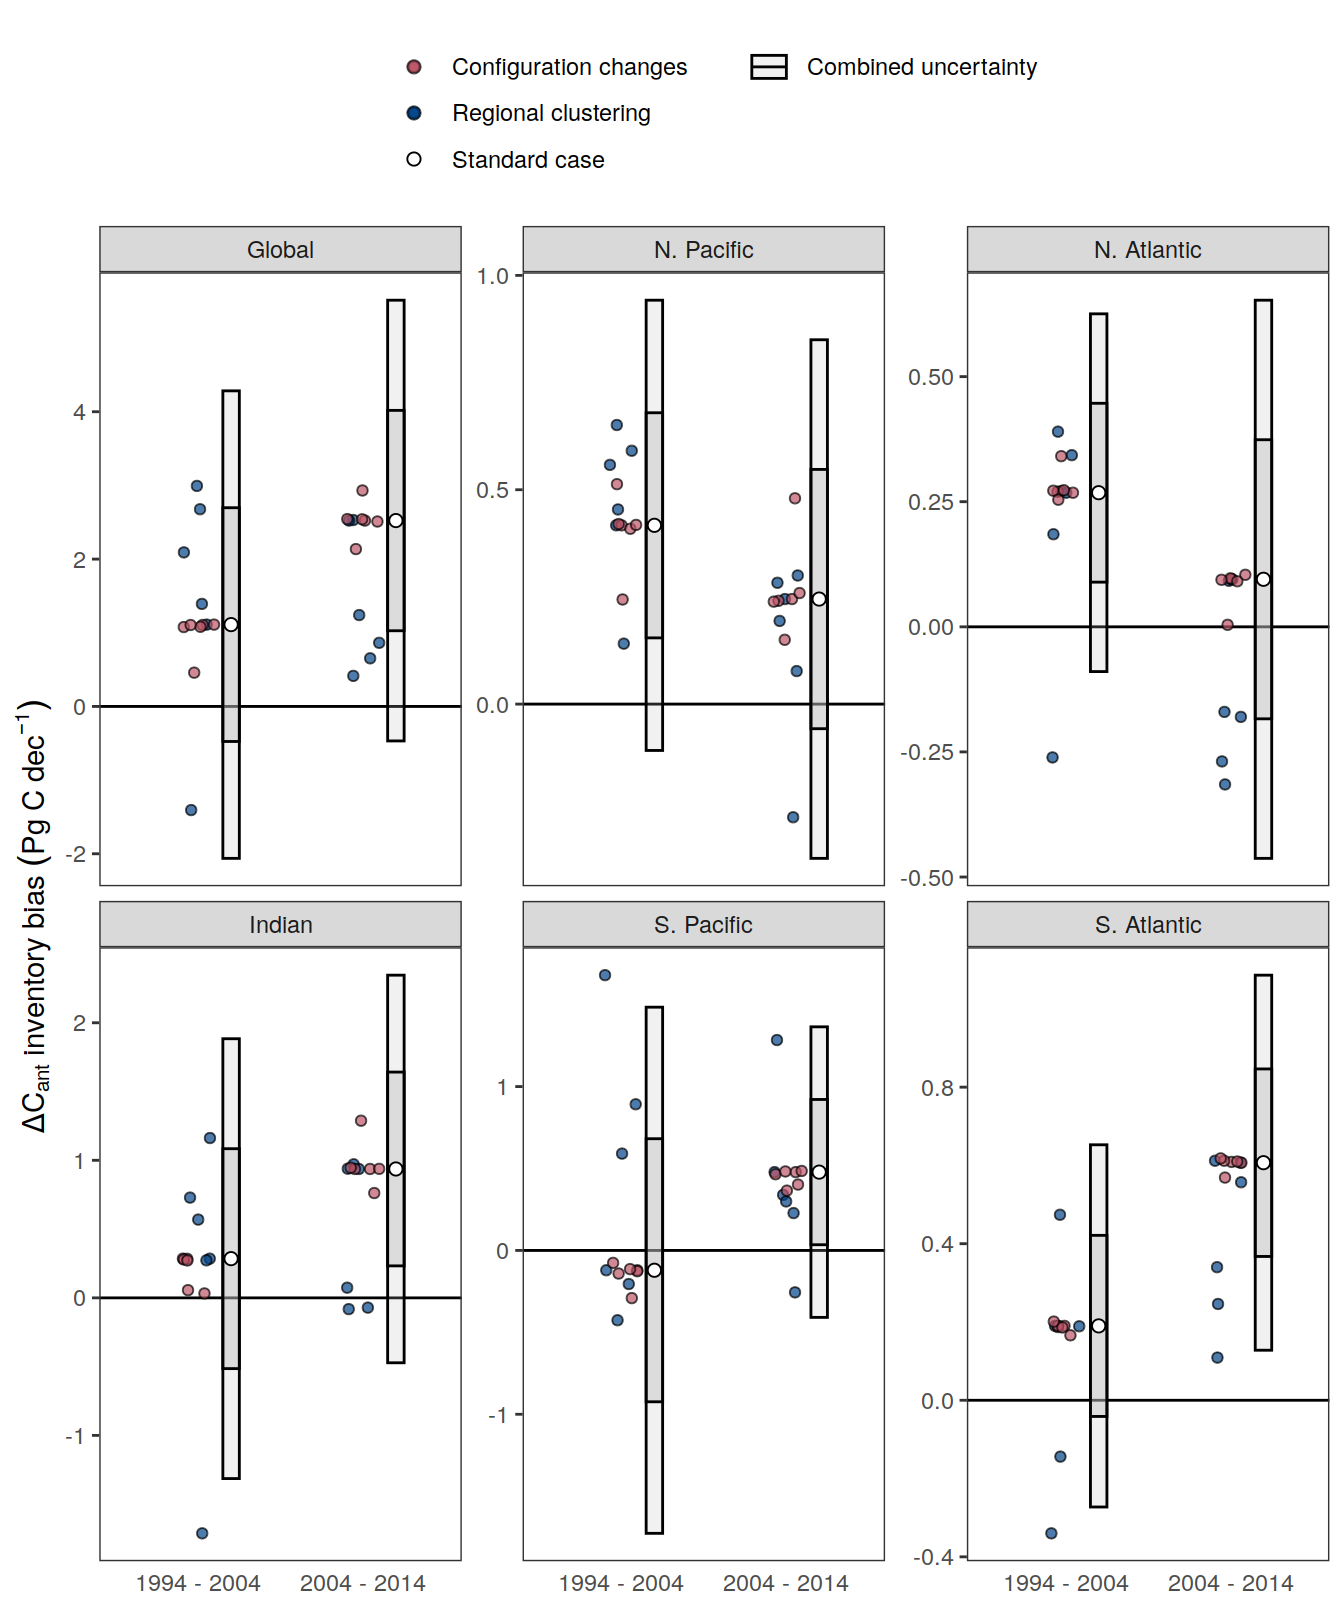 Configuration changes
Combined uncertainty
Regional clustering
Standard case
Global
N. Pacific
N. Atlantic
4
2
0
-2
1.0
0.5
0.0
0.50
0.25
0.00
-0.25
-0.50
ΔCant inventory bias (Pg C dec−1)
Indian
S. Pacific
S. Atlantic
2
1
0
-1
1
0
-1
0.8
0.4
0.0
-0.4
1994 - 2004
2004 - 2014
1994 - 2004
2004 - 2014
1994 - 2004
2004 - 2014